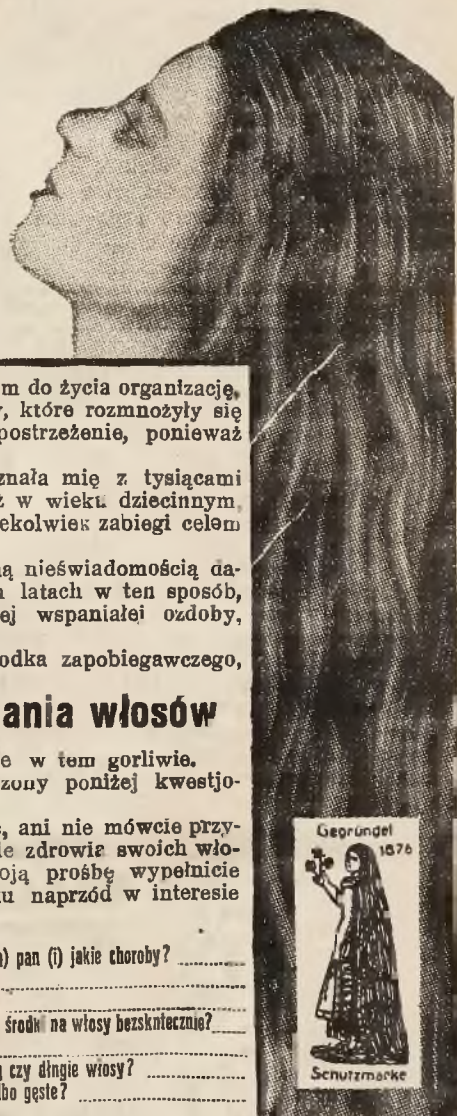 m do życia organizację,
, które rozmnożyły się
postrzeżenie, ponieważ
znała mię z tysiącami
ż w wieku dziecinnym,
ekolwiek zabiegi celem
ą nieświadomością da-
latach w ten sposób,
ej wspaniałej ozdoby,
odka zapobiegawczego,
ania włosów
e w tem gorliwie.
zony poniżej kwestjo-
, ani nie mówcie przy-
le zdrowia swoich wło-
oją prośbę wypełnicie
u naprzód w interesie
) pan (i) jakie choroby?
środki na włosy bezskutecznie?
czy długie włosy?
bo gęste?
Gegründet
1876
Schutzmarke